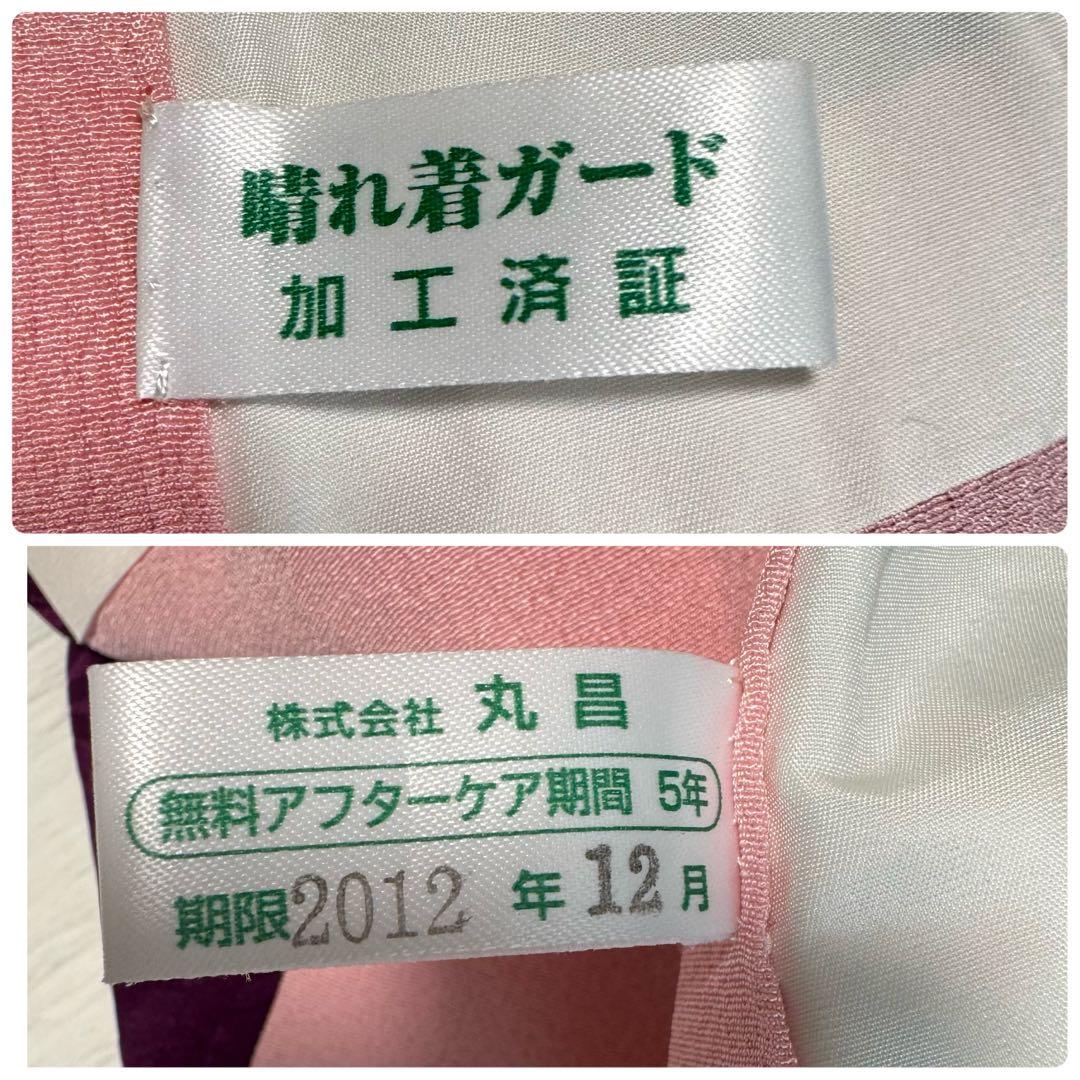 晴れ着ガード
加工済証
株式会社 丸昌
無料アフターケア期間 5年
期限2012年12月